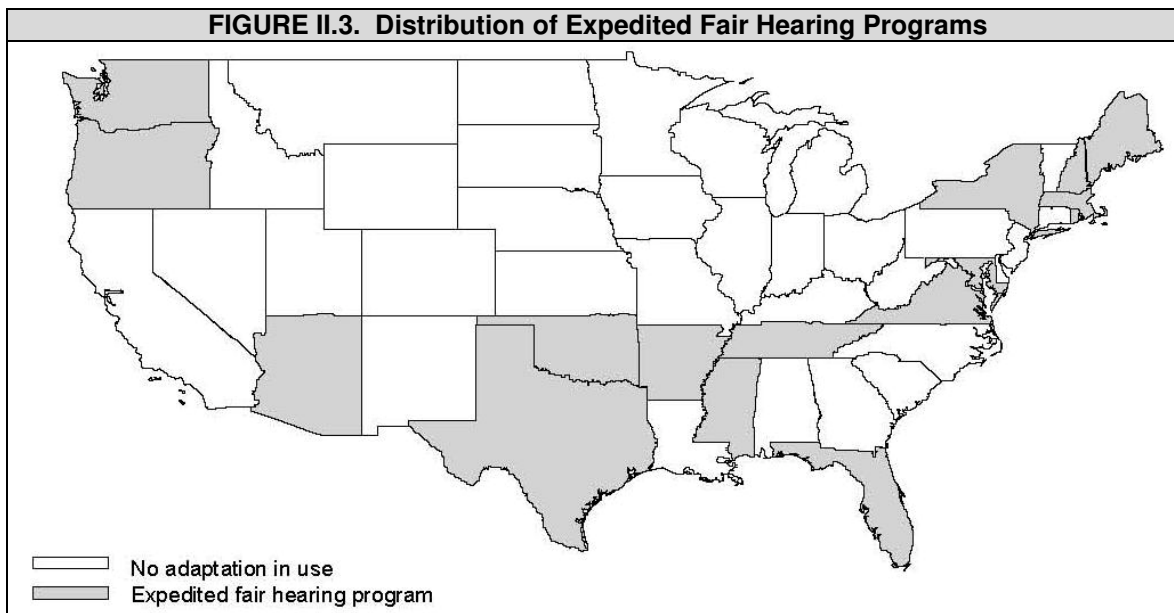 FIGURE II.3. Distribution of Expedited Fair Hearing Programs
No adaptation in use
Expedited fair hearing program